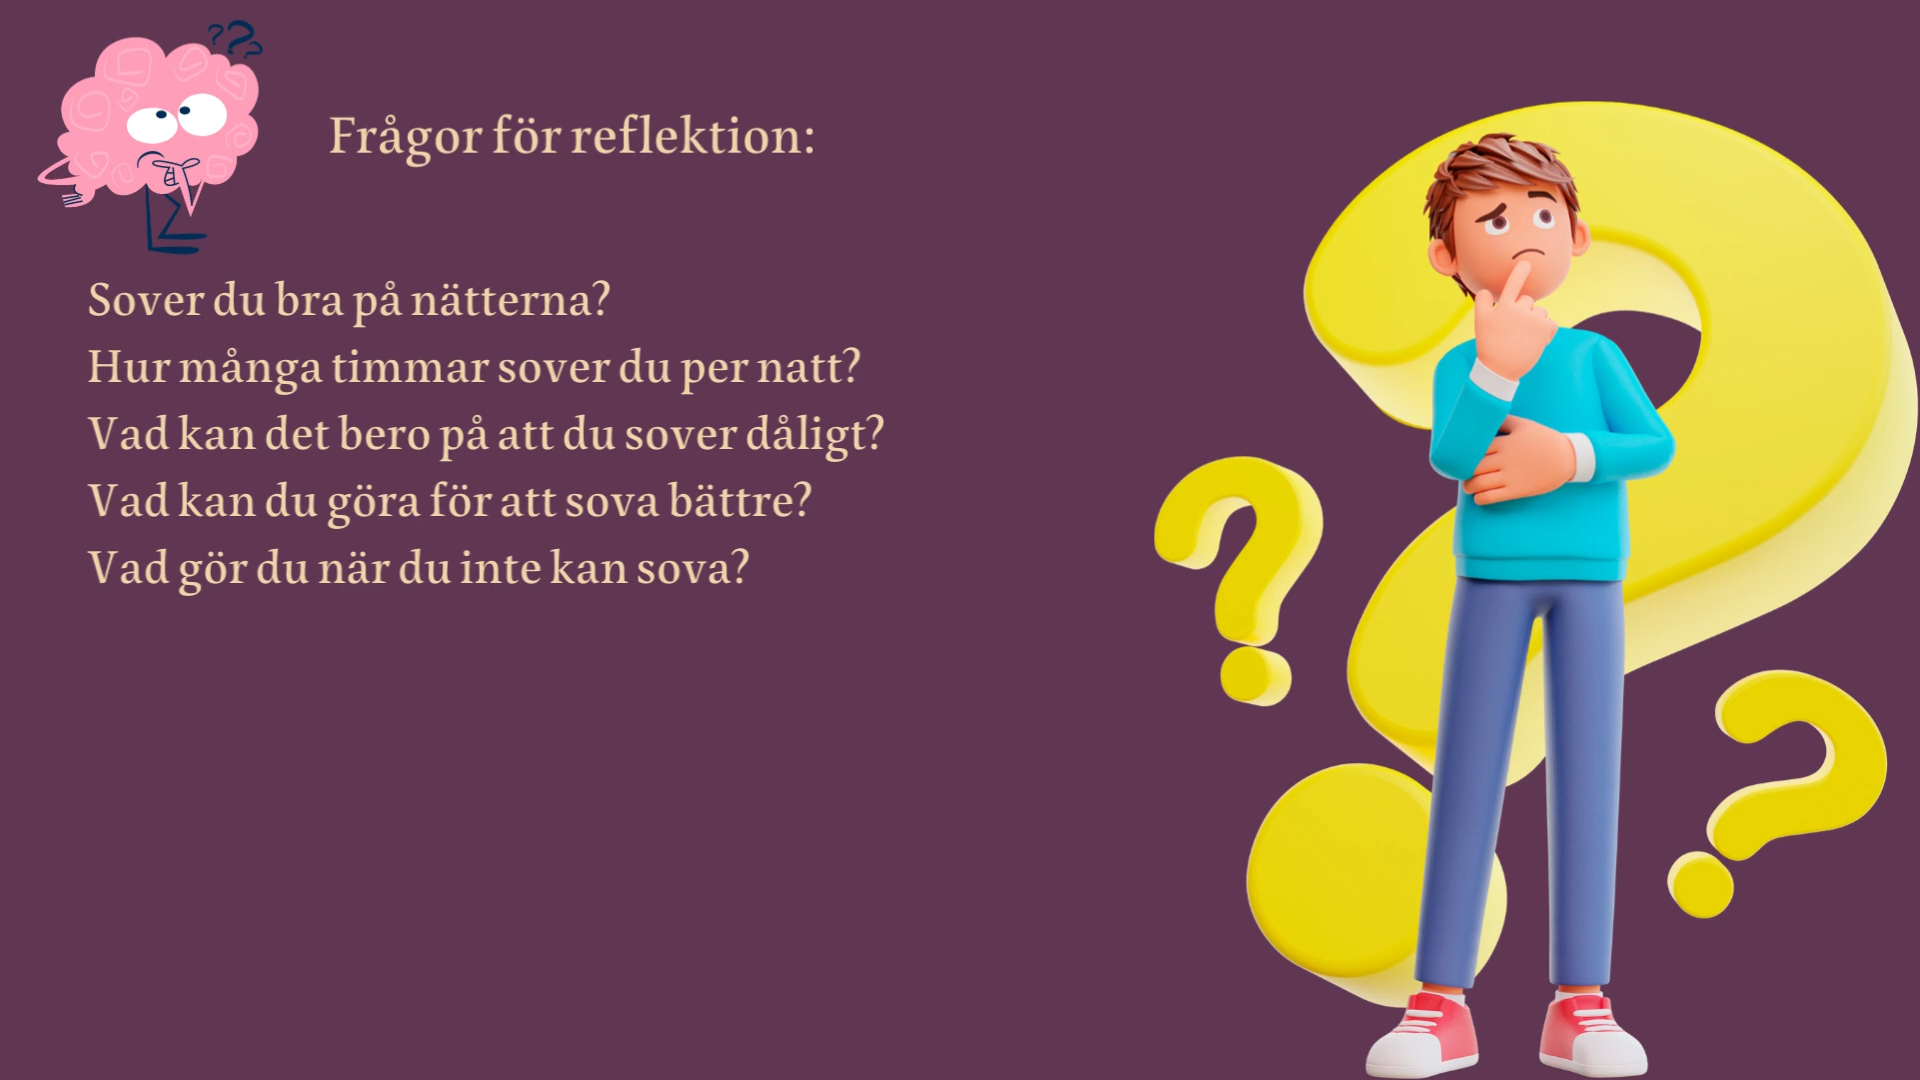 Frågor för reflektion:
Sover du bra på nätterna?
Hur många timmar sover du per natt?
Vad kan det bero på att du sover dåligt?
Vad kan du göra för att sova bättre?
Vad gör du när du inte kan sova?